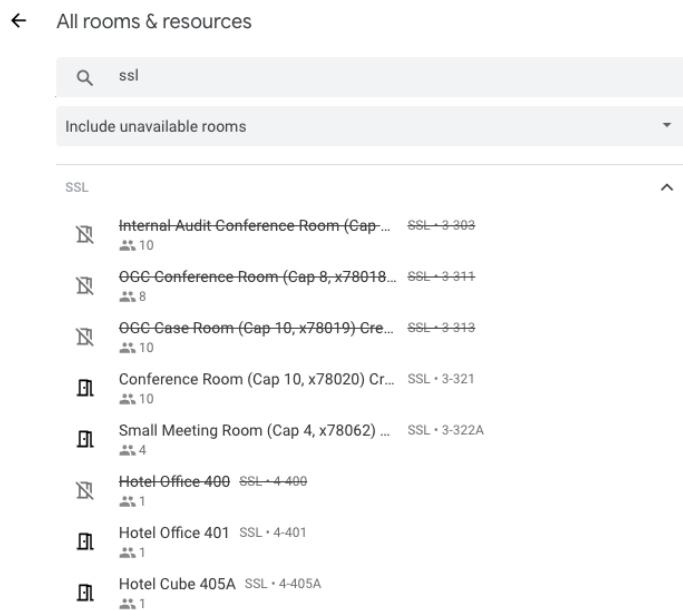 All rooms & resources
ssl
Include unavailable rooms
SSL
Internal Audit Conference Room (Cap ... SSL • 3-303
10
OGC Conference Room (Cap 8, x78018... SSL • 3-311
8
OGC Case Room (Cap 10, x78019) Cre... SSL • 3-313
10
Conference Room (Cap 10, x78020) Cr... SSL • 3-321
10
Small Meeting Room (Cap 4, x78062) ... SSL • 3-322A
4
Hotel Office 400 SSL • 4-400
1
Hotel Office 401 SSL • 4-401
1
Hotel Cube 405A SSL • 4-405A
1